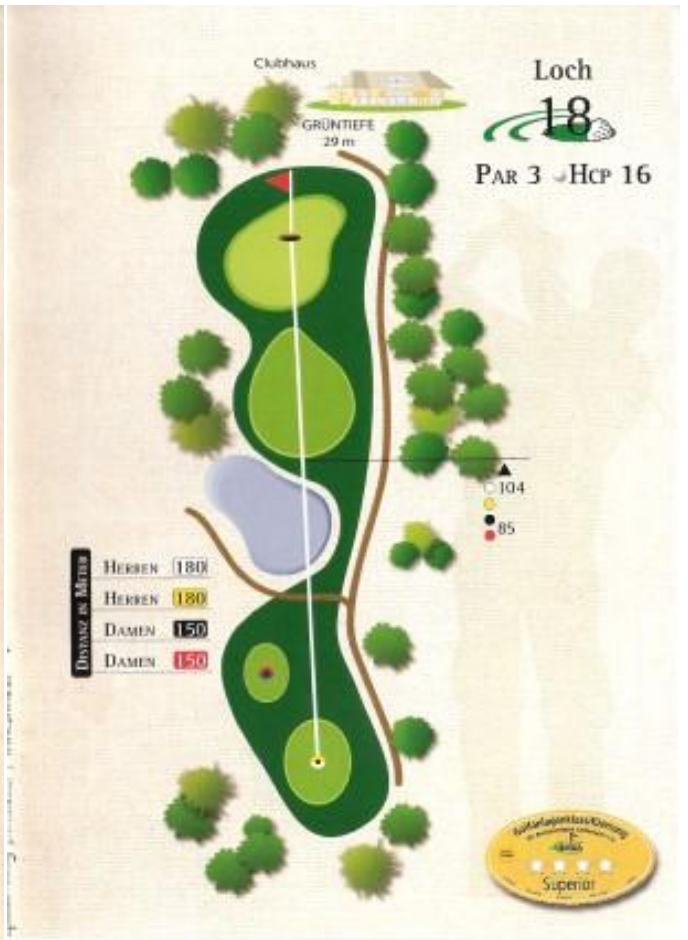 Clubhaus
Loch
18
GRÜNTIEFE
29 m
PAR 3 HCP 16
104
85
DISTANZ IN METER
HERREN 180
HERREN 180
DAMEN 150
DAMEN 150
Golfanlagenklassifizierung
Superior